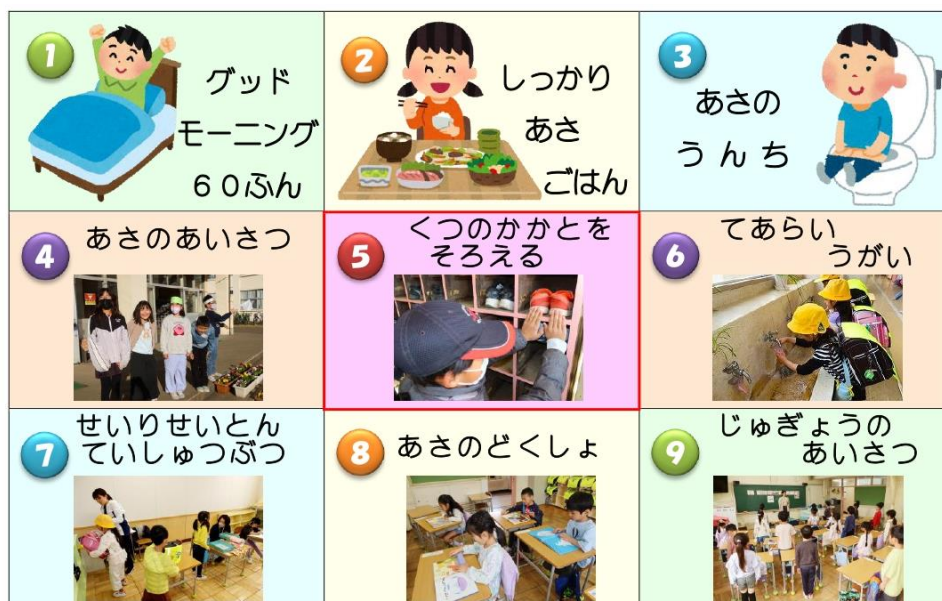 1
グッド
モーニング
６０ふん
2
しっかり
あさ
ごはん
3
あさの
うんち
4
あさのあいさつ
5
くつのかかとを
そろえる
6
てあらい
うがい
7
せいりせいとん
ていしゅつぶつ
8
あさのどくしょ
9
じゅぎょうの
あいさつ